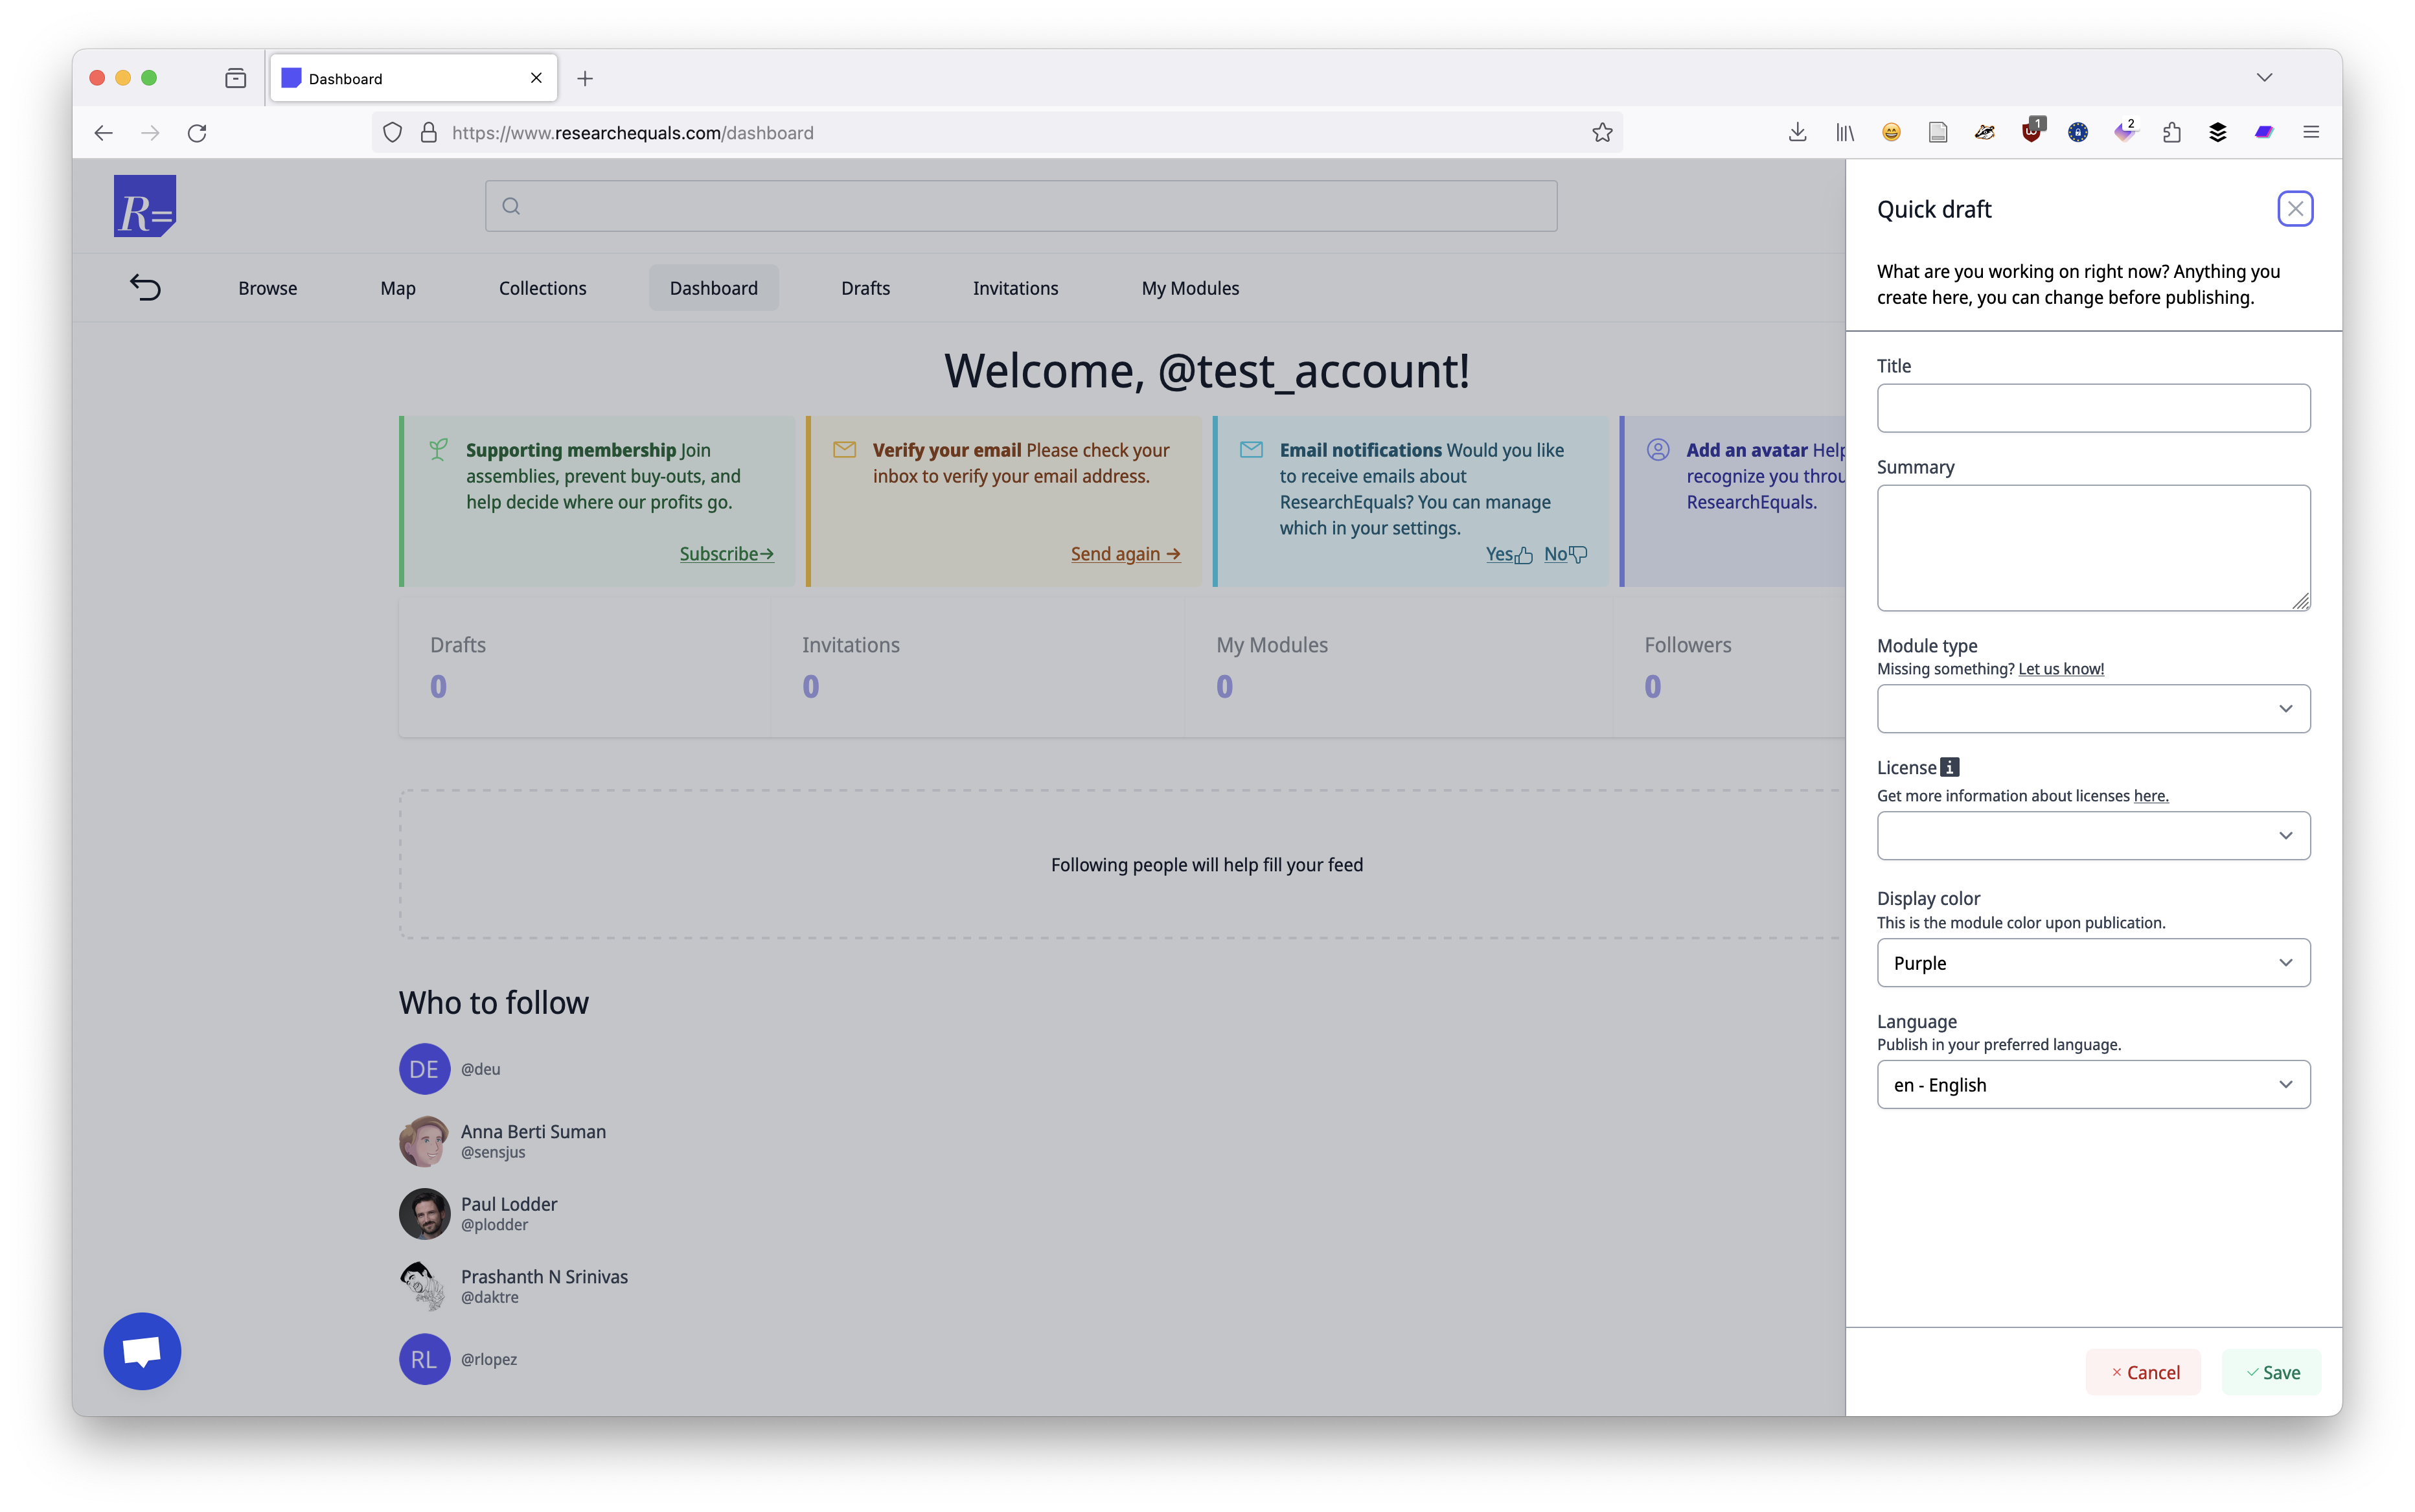 Dashboard
https://www.researchequals.com/dashboard
1
2
R=
Browse
Map
Collections
Dashboard
Drafts
Invitations
My Modules
Welcome, @test_account!
Supporting membership Join
assemblies, prevent buy-outs, and
help decide where our profits go.
Subscribe→
Verify your email Please check your
inbox to verify your email address.
Send again →
Email notifications Would you like
to receive emails about
ResearchEquals? You can manage
which in your settings.
Yes No
Add an avatar Help
recognize you throu
ResearchEquals.
Drafts
0
Invitations
0
My Modules
0
Followers
0
Following people will help fill your feed
Who to follow
DE
@deu
Anna Berti Suman
@sensjus
Paul Lodder
@plodder
Prashanth N Srinivas
@daktre
RL
@rlopez
Quick draft
What are you working on right now? Anything you
create here, you can change before publishing.
Title
Summary
Module type
Missing something? Let us know!
License i
Get more information about licenses here.
Display color
This is the module color upon publication.
Purple
Language
Publish in your preferred language.
en - English
× Cancel
✓ Save